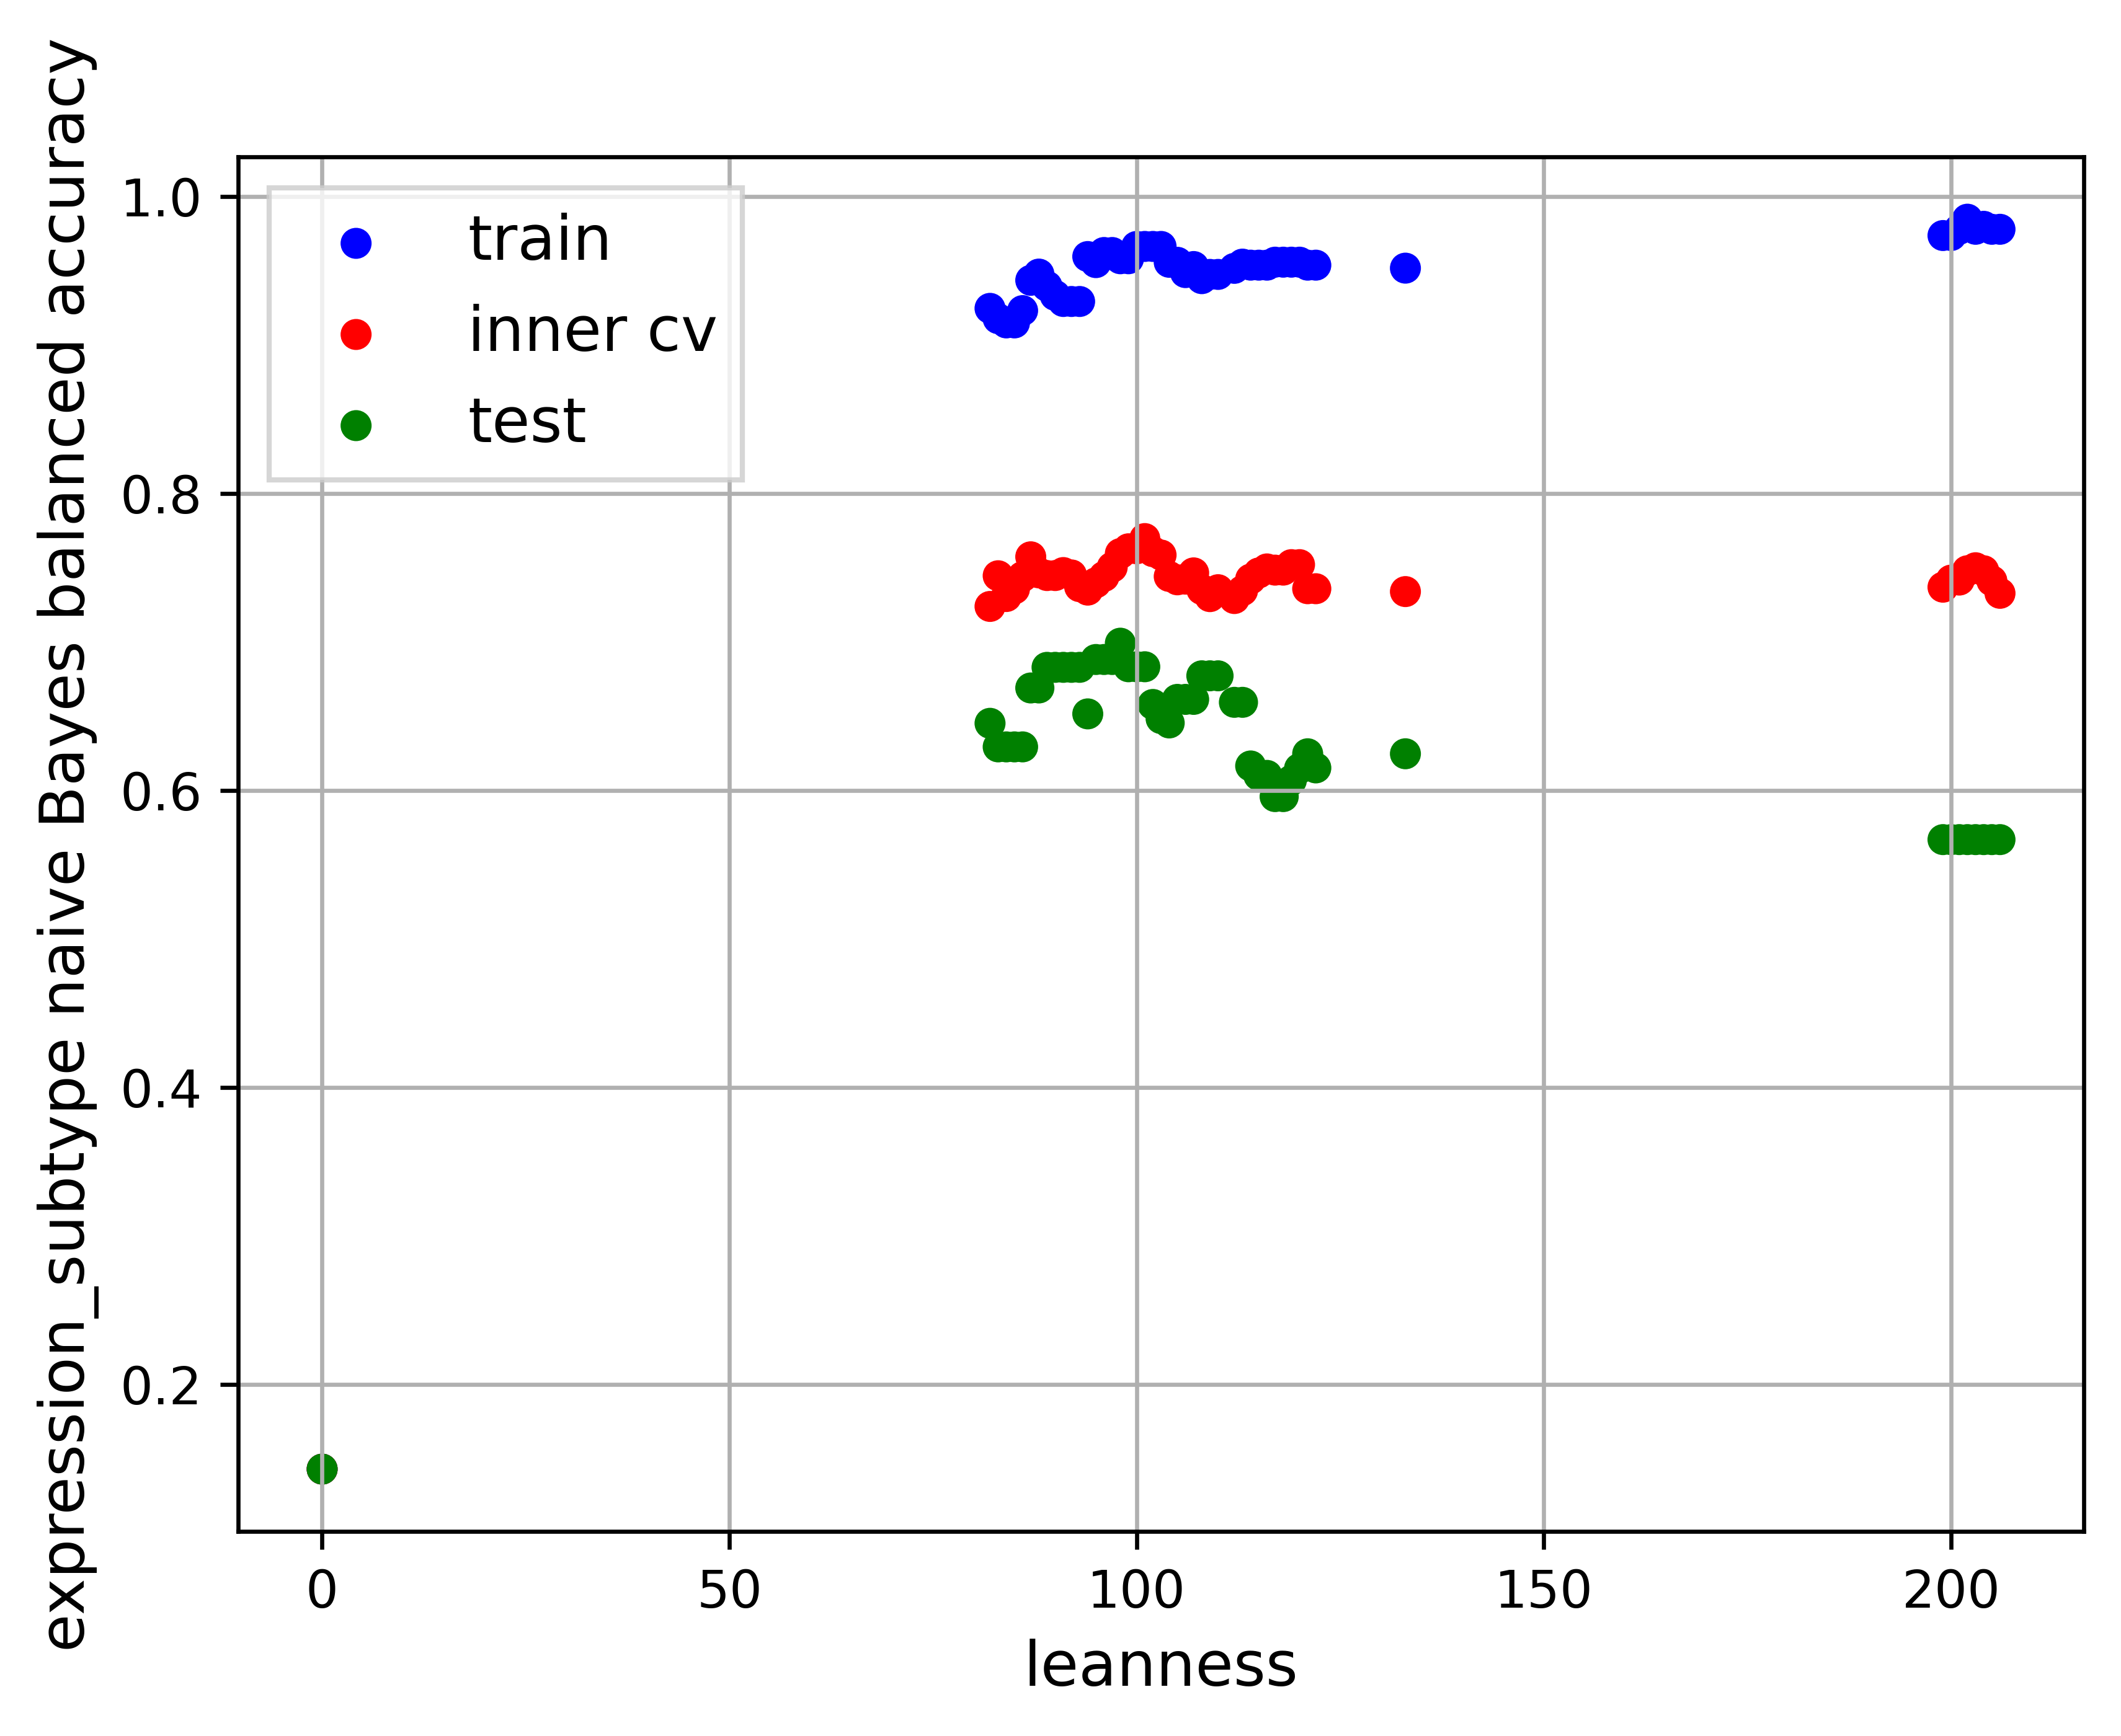 expression_subtype naive Bayes balanced accuracy
1.0
0.8
0.6
0.4
0.2
train
inner cv
test
0 50 100 150 200
leanness